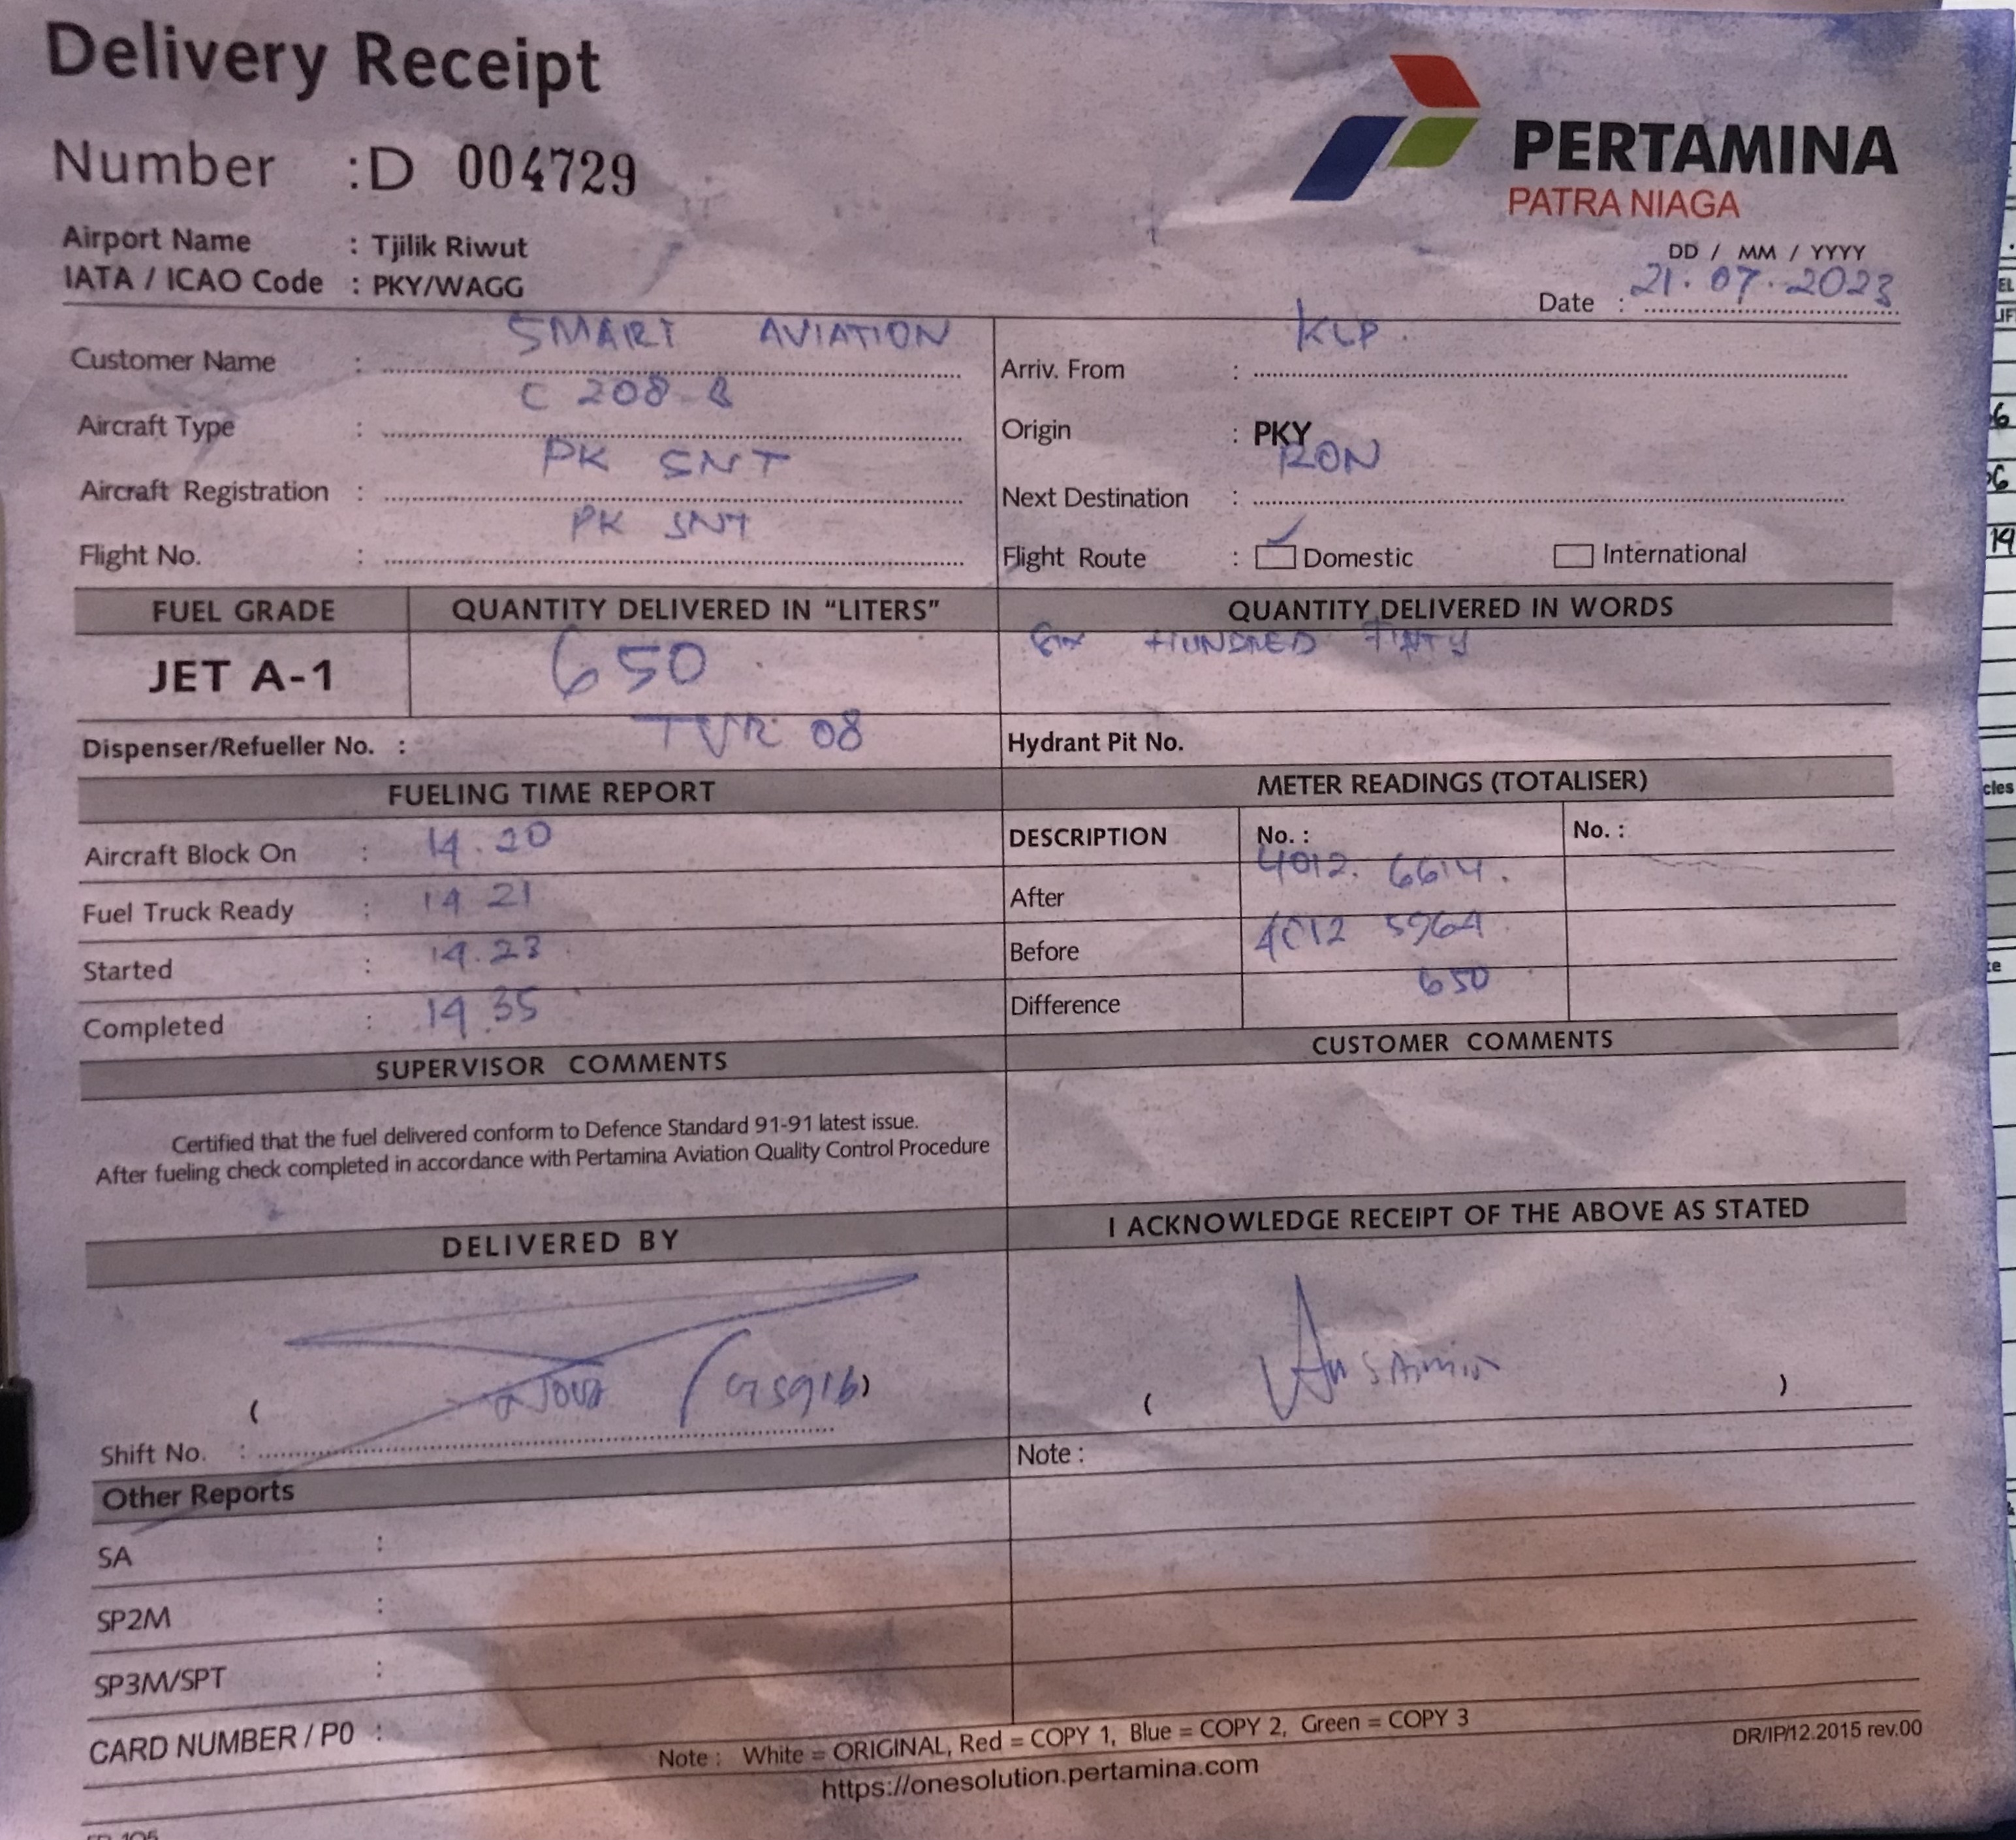 Delivery Receipt
Number : D 004729
PERTAMINA
PATRA NIAGA
Airport Name : Tjilik Riwut
IATA / ICAO Code : PKY/WAGG
DD / MM / YYYY
Date : 21.07.2023
Customer Name : SMART AVIATION
Arriv. From : KLP
Aircraft Type : C 208 B
Origin : PKY
Aircraft Registration : PK SNT
Next Destination : RON
Flight No. : PK SNT
Flight Route : Domestic International
FUEL GRADE QUANTITY DELIVERED IN "LITERS" QUANTITY DELIVERED IN WORDS
JET A-1 650 Six HUNDRED FIFTY
Dispenser/Refueller No. : 08
Hydrant Pit No.
FUELING TIME REPORT
METER READINGS (TOTALISER)
DESCRIPTION No. : No. :
Aircraft Block On : 14.20
After 4012. 6614.
Fuel Truck Ready : 14 21
Before 4012 5964
Started : 14.23
Difference 650
Completed : 14 35
SUPERVISOR COMMENTS
CUSTOMER COMMENTS
Certified that the fuel delivered conform to Defence Standard 91-91 latest issue.
After fueling check completed in accordance with Pertamina Aviation Quality Control Procedure
DELIVERED BY
I ACKNOWLEDGE RECEIPT OF THE ABOVE AS STATED
( )
( )
Shift No. :
Note :
Other Reports
SA :
SP2M :
SP3M/SPT :
CARD NUMBER / P0 :
Note : White = ORIGINAL, Red = COPY 1, Blue = COPY 2, Green = COPY 3
DR/IP/12.2015 rev.00
https://onesolution.pertamina.com